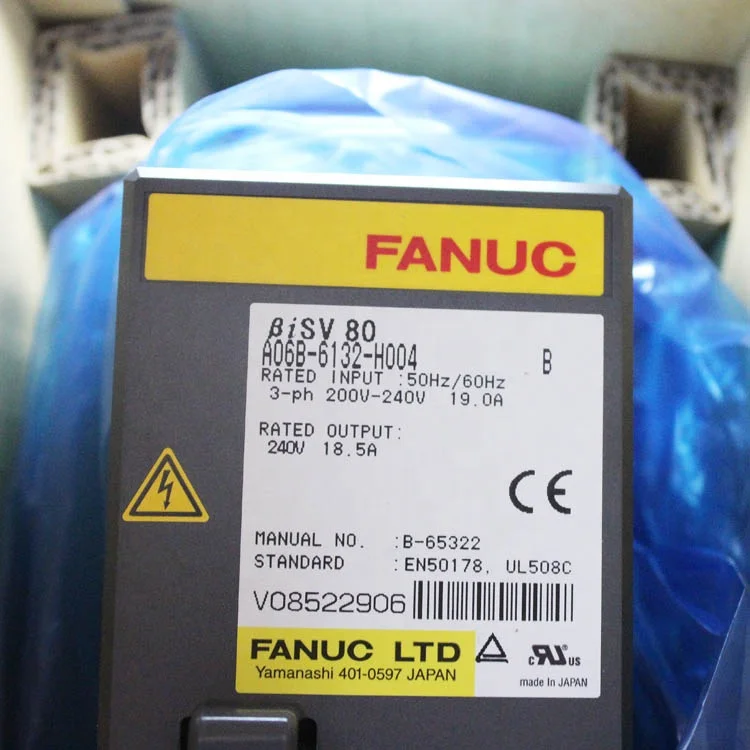 FANUC
βiSV 80
A06B-6132-H004 B
RATED INPUT :50Hz/60Hz
3-ph 200V-240V 19.0A
RATED OUTPUT:
240V 18.5A
CE
MANUAL NO. :B-65322
STANDARD :EN50178, UL508C
V08522906
FANUC LTD
Yamanashi 401-0597 JAPAN
c RU US
made in JAPAN